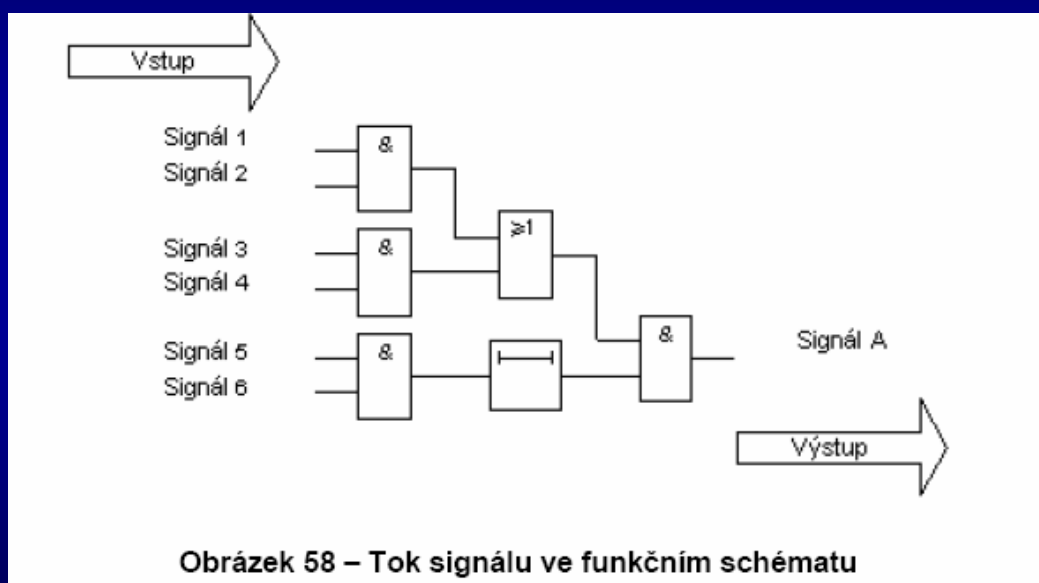 Vstup
Signál 1
&
Signál 2
≥1
Signál 3
&
Signál 4
&
Signál A
Signál 5
&
Signál 6
Výstup
Obrázek 58 – Tok signálu ve funkčním schématu